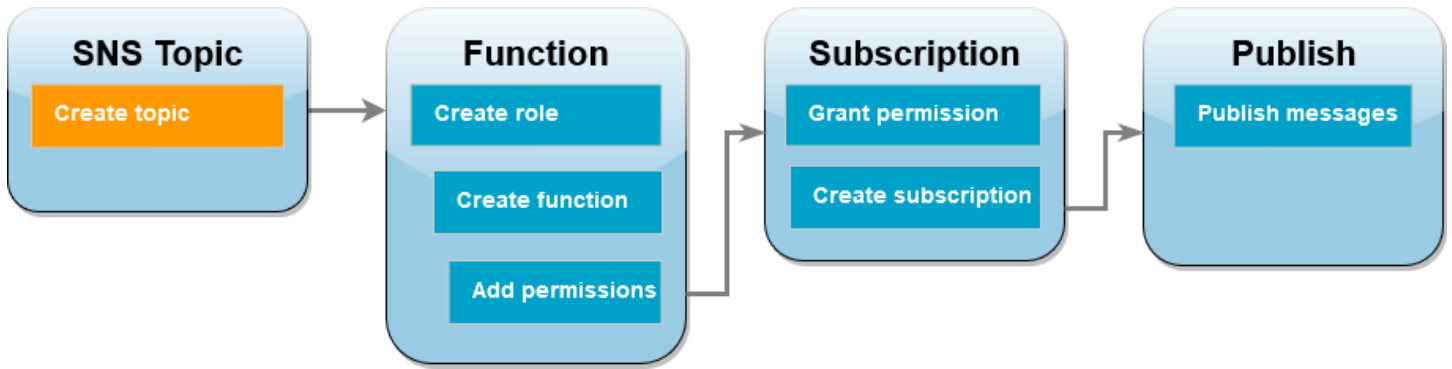 SNS Topic
Create topic
Function
Create role
Create function
Add permissions
Subscription
Grant permission
Create subscription
Publish
Publish messages